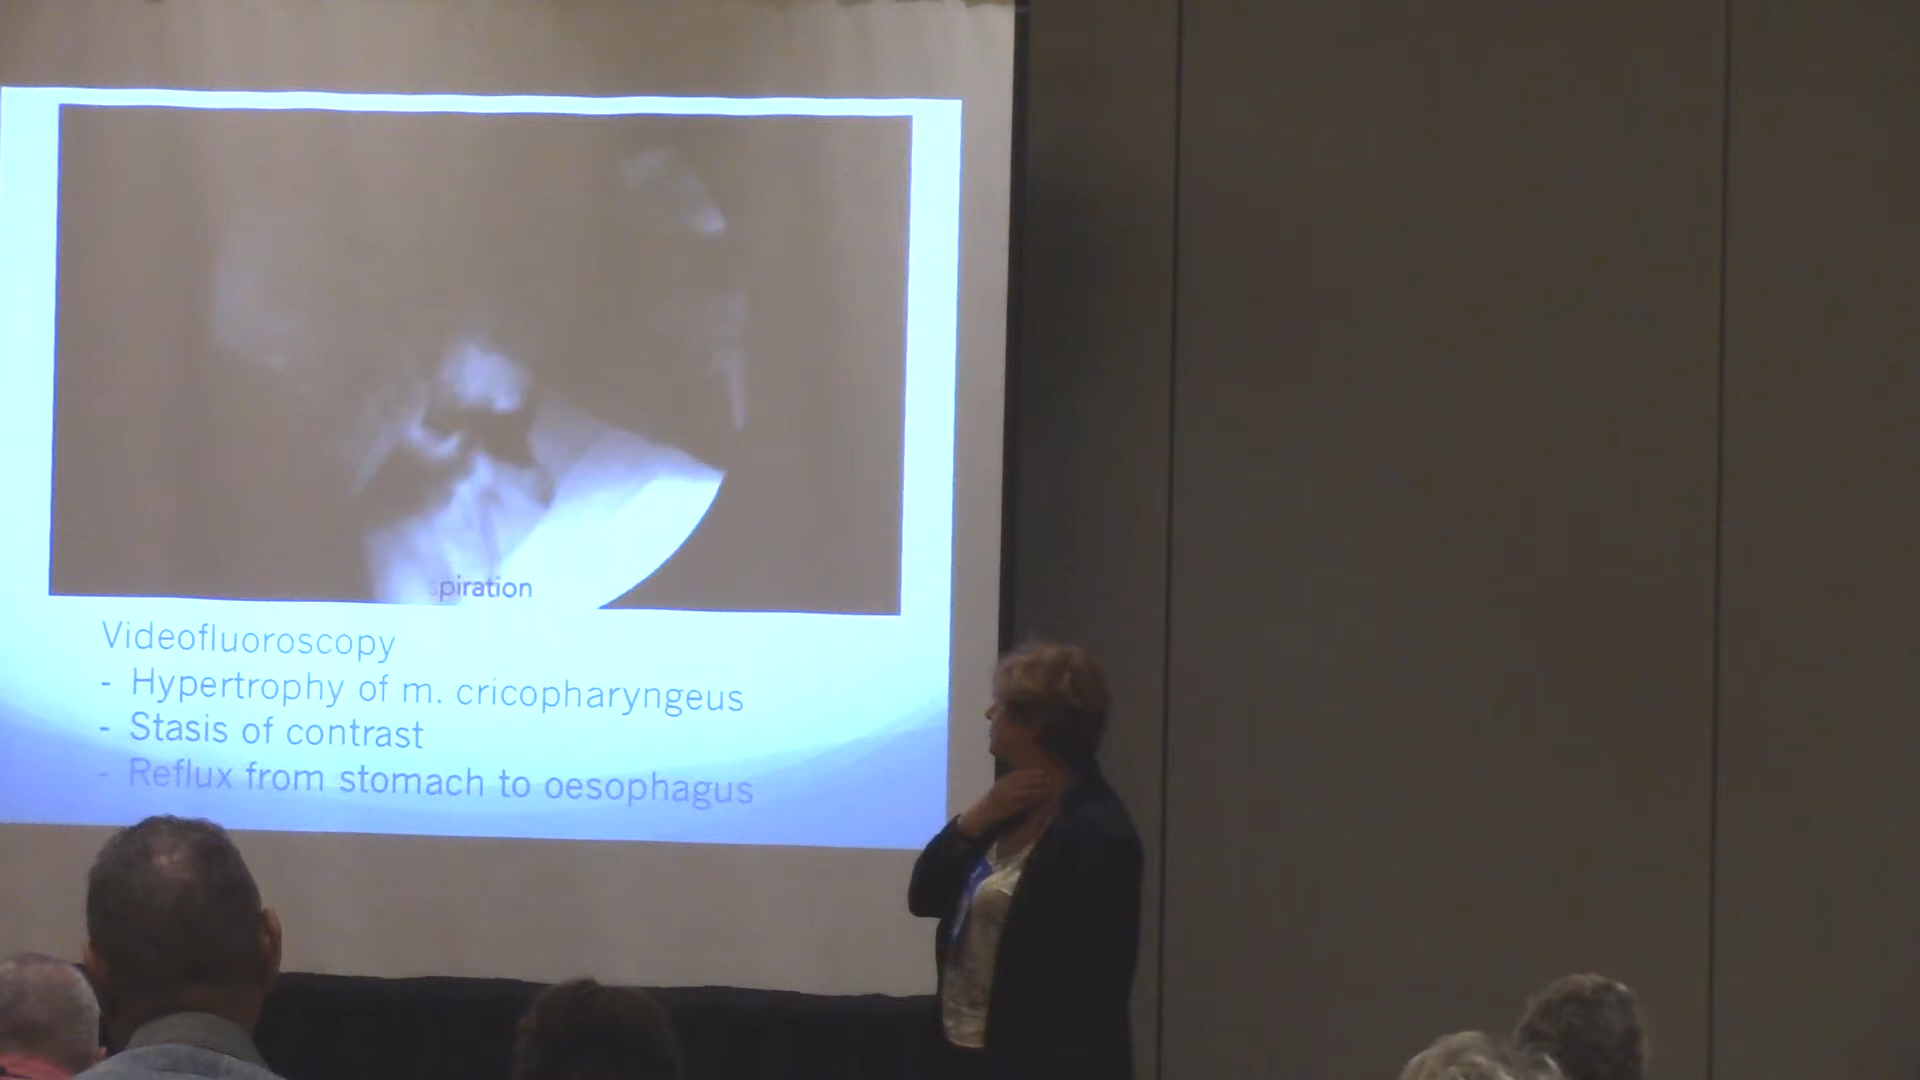 spiration
Videofluoroscopy
- Hypertrophy of m. cricopharyngeus
- Stasis of contrast
- Reflux from stomach to oesophagus